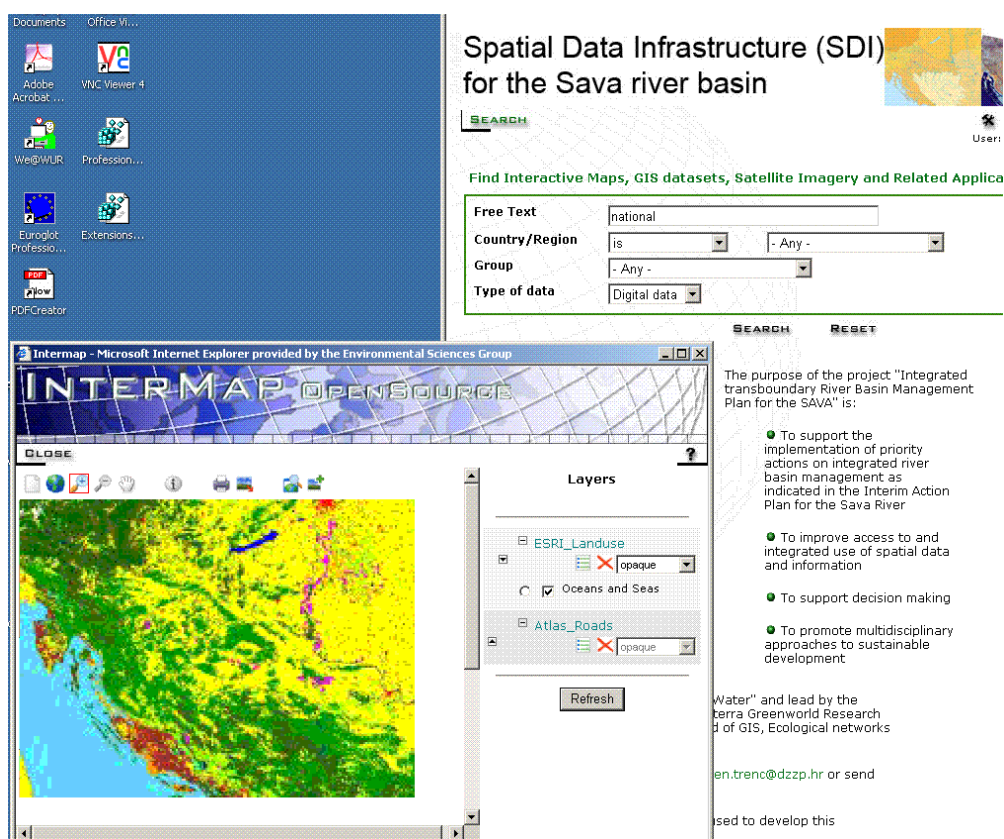 Documents
Office Vi...
Adobe
Acrobat ...
VNC Viewer 4
We@WUR
Profession...
Euroglot
Professio...
Extensions...
PDFCreator
Spatial Data Infrastructure (SDI)
for the Sava river basin
SEARCH
User:
Find Interactive Maps, GIS datasets, Satellite Imagery and Related Applica
Free Text
national
Country/Region
is
- Any -
Group
- Any -
Type of data
Digital data
SEARCH
RESET
The purpose of the project "Integrated
transboundary River Basin Management
Plan for the SAVA" is:
To support the
implementation of priority
actions on integrated river
basin management as
indicated in the Interim Action
Plan for the Sava River
To improve access to and
integrated use of spatial data
and information
To support decision making
To promote multidisciplinary
approaches to sustainable
development
Water" and lead by the
terra Greenworld Research
d of GIS, Ecological networks
en.trenc@dzzp.hr or send
used to develop this
Intermap - Microsoft Internet Explorer provided by the Environmental Sciences Group
INTERMAP OPENSOURCE
CLOSE
?
Layers
ESRI_Landuse
opaque
Oceans and Seas
Atlas_Roads
opaque
Refresh